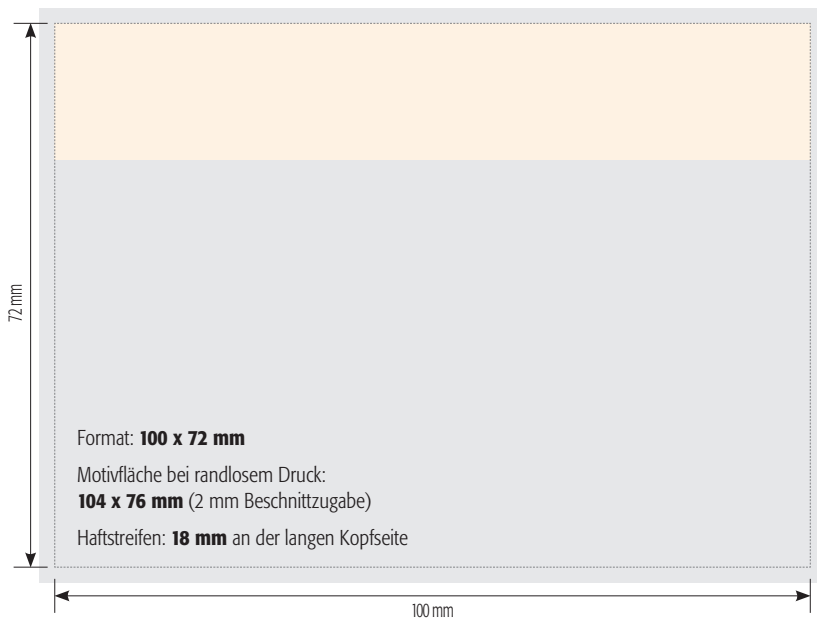 72 mm
Format: 100 x 72 mm
Motivfläche bei randlosem Druck:
104 x 76 mm (2 mm Beschnittzugabe)
Haftstreifen: 18 mm an der langen Kopfseite
100 mm